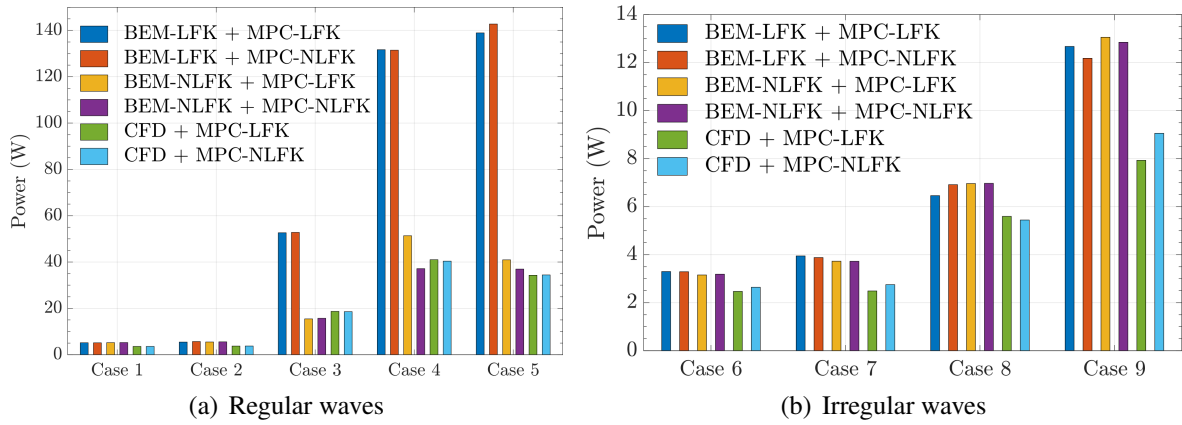 140
120
100
80
60
40
20
0
Power (W)
BEM-LFK + MPC-LFK
BEM-LFK + MPC-NLFK
BEM-NLFK + MPC-LFK
BEM-NLFK + MPC-NLFK
CFD + MPC-LFK
CFD + MPC-NLFK
Case 1 Case 2 Case 3 Case 4 Case 5
(a) Regular waves
14
12
10
8
6
4
2
0
Power (W)
BEM-LFK + MPC-LFK
BEM-LFK + MPC-NLFK
BEM-NLFK + MPC-LFK
BEM-NLFK + MPC-NLFK
CFD + MPC-LFK
CFD + MPC-NLFK
Case 6 Case 7 Case 8 Case 9
(b) Irregular waves